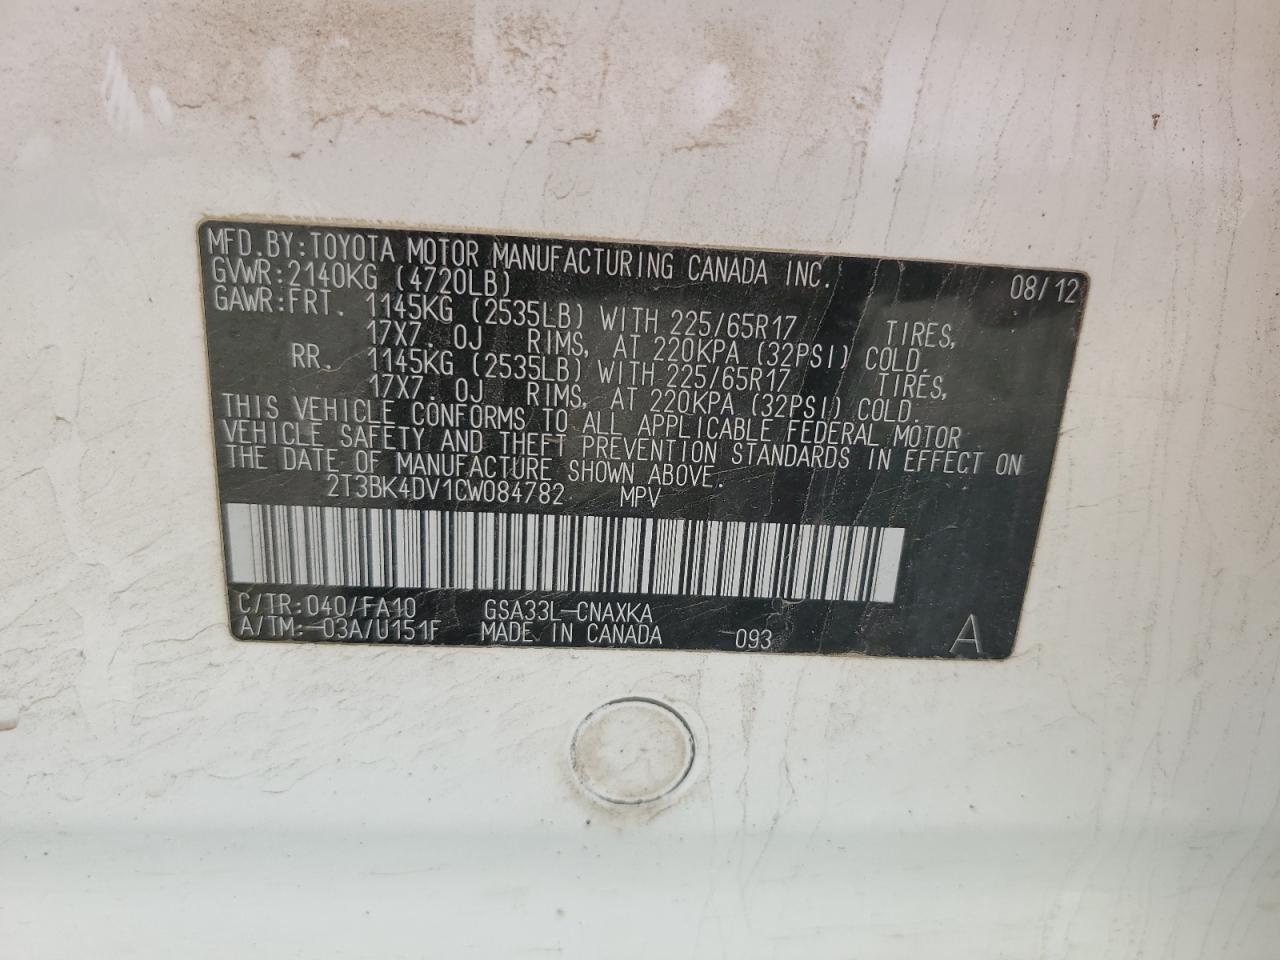 MFD.BY:TOYOTA MOTOR MANUFACTURING CANADA INC. 08/12
GVWR:2140KG (4720LB)
GAWR:FRT. 1145KG (2535LB) WITH 225/65R17 TIRES,
17X7.0J RIMS, AT 220KPA (32PSI) COLD.
RR. 1145KG (2535LB) WITH 225/65R17 TIRES,
17X7.0J RIMS, AT 220KPA (32PSI) COLD.
THIS VEHICLE CONFORMS TO ALL APPLICABLE FEDERAL MOTOR
VEHICLE SAFETY AND THEFT PREVENTION STANDARDS IN EFFECT ON
THE DATE OF MANUFACTURE SHOWN ABOVE.
2T3BK4DV1CW084782 MPV
C/TR:040/FA10 GSA33L-CNAXKA
A/TM:-03A/U151F MADE IN CANADA 093 A